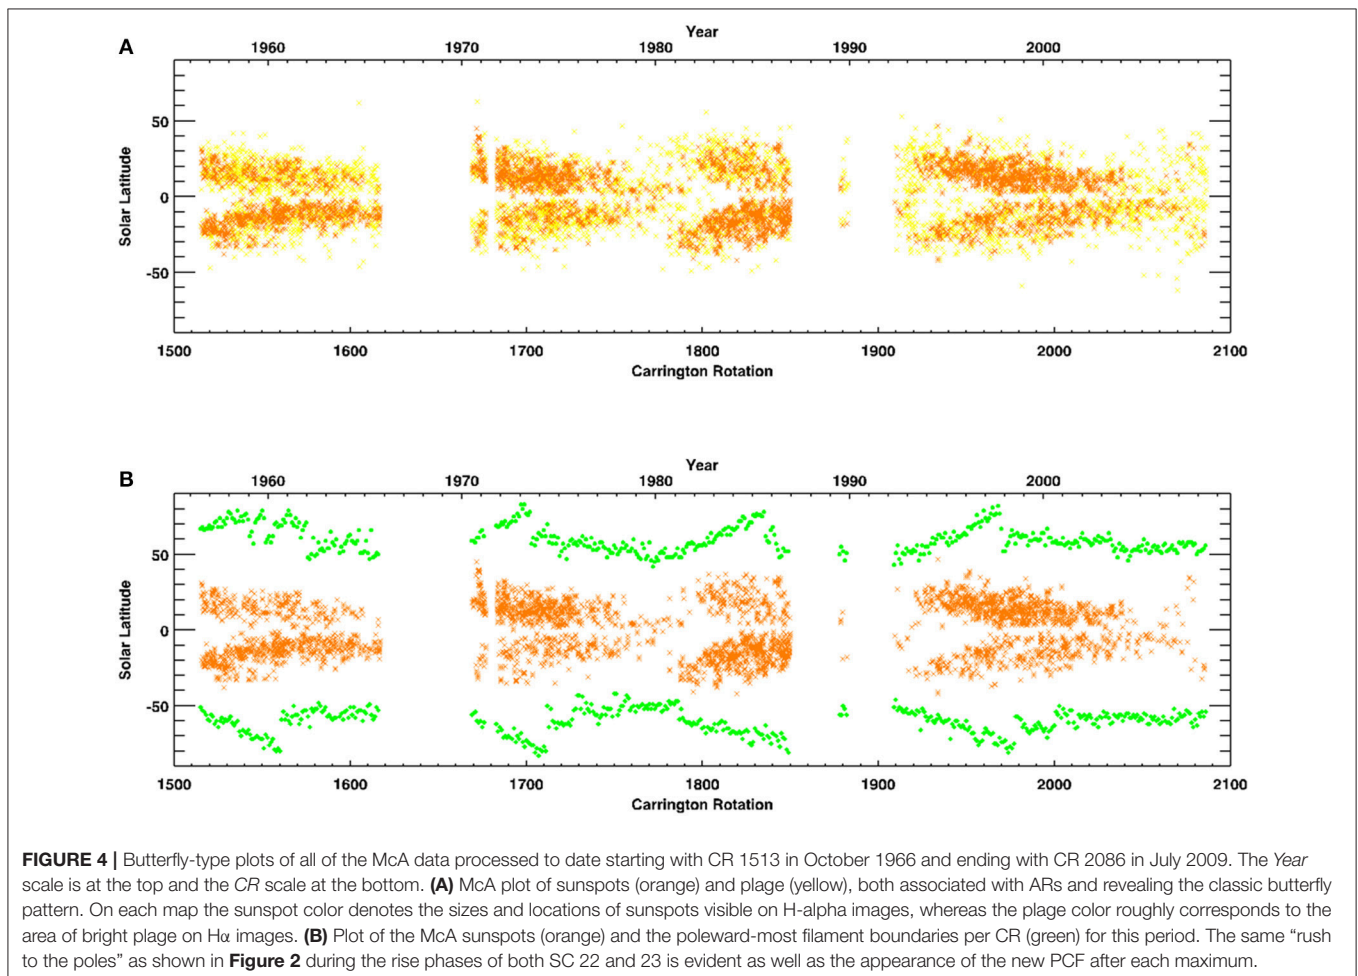 A
Year
1960 1970 1980 1990 2000
Solar Latitude
50
0
-50
1500 1600 1700 1800 1900 2000 2100
Carrington Rotation
B
Year
1960 1970 1980 1990 2000
Solar Latitude
50
0
-50
1500 1600 1700 1800 1900 2000 2100
Carrington Rotation
FIGURE 4 | Butterfly-type plots of all of the McA data processed to date starting with CR 1513 in October 1966 and ending with CR 2086 in July 2009. The Year
scale is at the top and the CR scale at the bottom. (A) McA plot of sunspots (orange) and plage (yellow), both associated with ARs and revealing the classic butterfly
pattern. On each map the sunspot color denotes the sizes and locations of sunspots visible on H-alpha images, whereas the plage color roughly corresponds to the
area of bright plage on Hα images. (B) Plot of the McA sunspots (orange) and the poleward-most filament boundaries per CR (green) for this period. The same “rush
to the poles” as shown in Figure 2 during the rise phases of both SC 22 and 23 is evident as well as the appearance of the new PCF after each maximum.